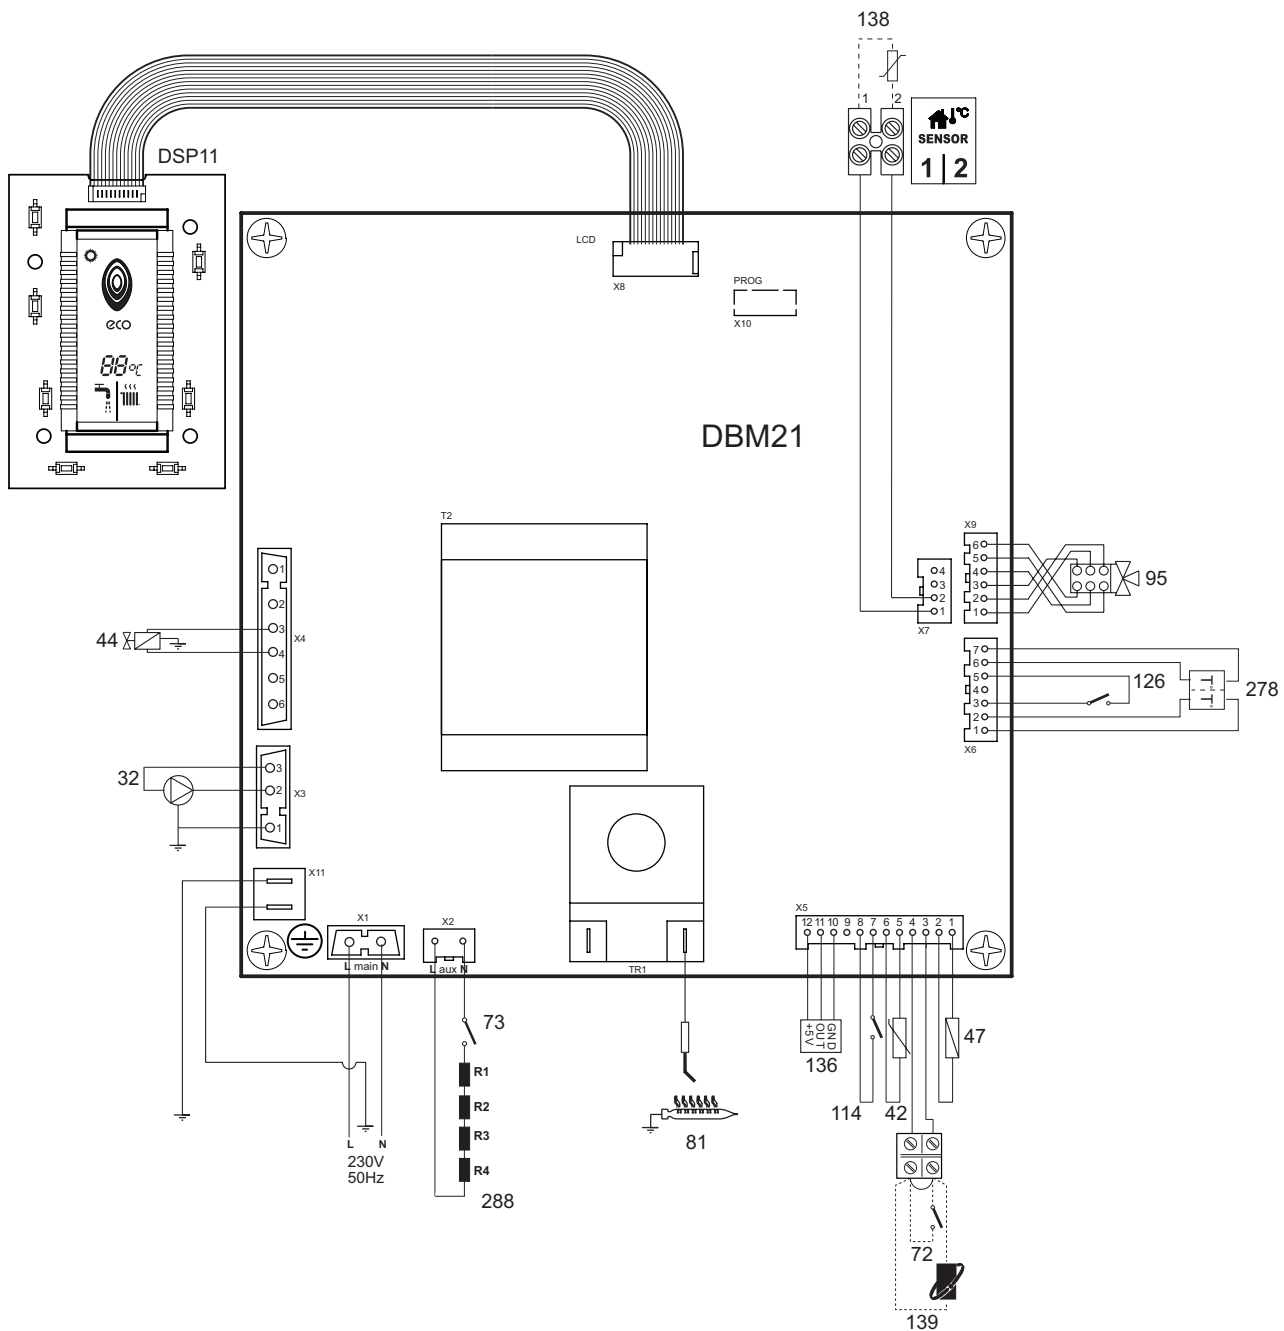 138
1 2
°C
SENSOR
1 2
DSP11
LCD
X8
PROG
X10
eco
88°C
DBM21
T2
X9
6
5
4
3
2
1
95
4
3
2
1
X7
1
2
3
4
5
6
X4
44
7
6
5
4
3
2
1
X6
126
278
32
3
2
1
X3
X11
X1
L main N
X2
L aux N
TR1
X5
12 11 10 9 8 7 6 5 4 3 2 1
73
R1
R2
R3
R4
288
L N
230V
50Hz
81
+5V
OUT
GND
136
114
42
47
72
139